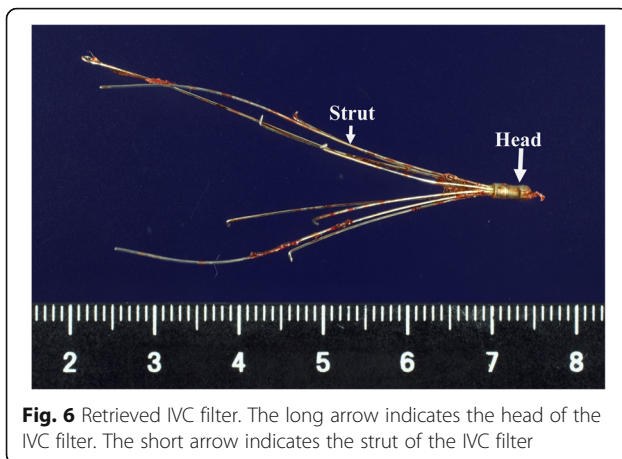 Strut
Head
2 3 4 5 6 7 8
Fig. 6 Retrieved IVC filter. The long arrow indicates the head of the
IVC filter. The short arrow indicates the strut of the IVC filter